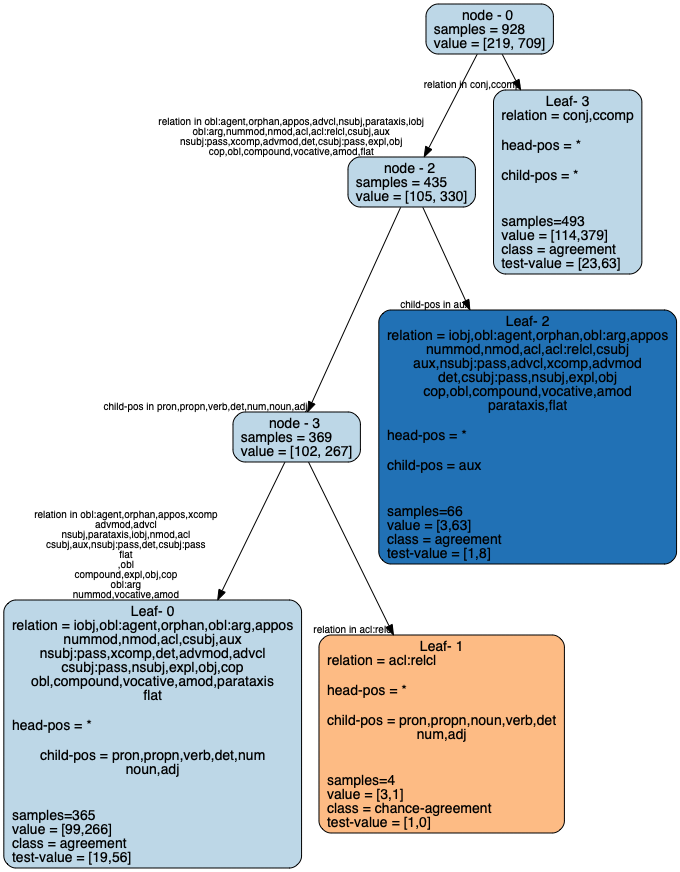 node - 0
samples = 928
value = [219, 709]
relation in conj,ccomp
Leaf- 3
relation = conj,ccomp
head-pos = *
child-pos = *
samples=493
value = [114,379]
class = agreement
test-value = [23,63]
relation in obl:agent,orphan,appos,advcl,nsubj,parataxis,iobj
obl:arg,nummod,nmod,acl,acl:relcl,csubj,aux
nsubj:pass,xcomp,advmod,det,csubj:pass,expl,obj
cop,obl,compound,vocative,amod,flat
node - 2
samples = 435
value = [105, 330]
child-pos in aux
Leaf- 2
relation = iobj,obl:agent,orphan,obl:arg,appos
nummod,nmod,acl,acl:relcl,csubj
aux,nsubj:pass,advcl,xcomp,advmod
det,csubj:pass,nsubj,expl,obj
cop,obl,compound,vocative,amod
parataxis,flat
head-pos = *
child-pos = aux
samples=66
value = [3,63]
class = agreement
test-value = [1,8]
child-pos in pron,propn,verb,det,num,noun,adj
node - 3
samples = 369
value = [102, 267]
relation in obl:agent,orphan,appos,xcomp
advmod,advcl
nsubj,parataxis,iobj,nmod,acl
csubj,aux,nsubj:pass,det,csubj:pass
flat
,obl
compound,expl,obj,cop
obl:arg
nummod,vocative,amod
Leaf- 0
relation = iobj,obl:agent,orphan,obl:arg,appos
nummod,nmod,acl,csubj,aux
nsubj:pass,xcomp,det,advmod,advcl
csubj:pass,nsubj,expl,obj,cop
obl,compound,vocative,amod,parataxis
flat
head-pos = *
child-pos = pron,propn,verb,det,num
noun,adj
samples=365
value = [99,266]
class = agreement
test-value = [19,56]
relation in acl:relcl
Leaf- 1
relation = acl:relcl
head-pos = *
child-pos = pron,propn,noun,verb,det
num,adj
samples=4
value = [3,1]
class = chance-agreement
test-value = [1,0]